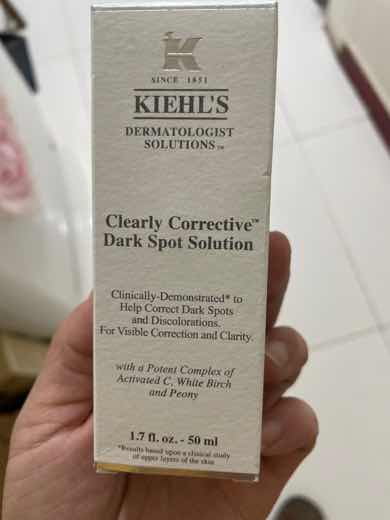 K
SINCE 1851
KIEHL'S
DERMATOLOGIST
SOLUTIONS™
Clearly Corrective™
Dark Spot Solution
Clinically-Demonstrated* to
Help Correct Dark Spots
and Discolorations.
For Visible Correction and Clarity.
with a Potent Complex of
Activated C, White Birch
and Peony
1.7 fl. oz. - 50 ml
*Results based upon a clinical study
of upper layers of the skin